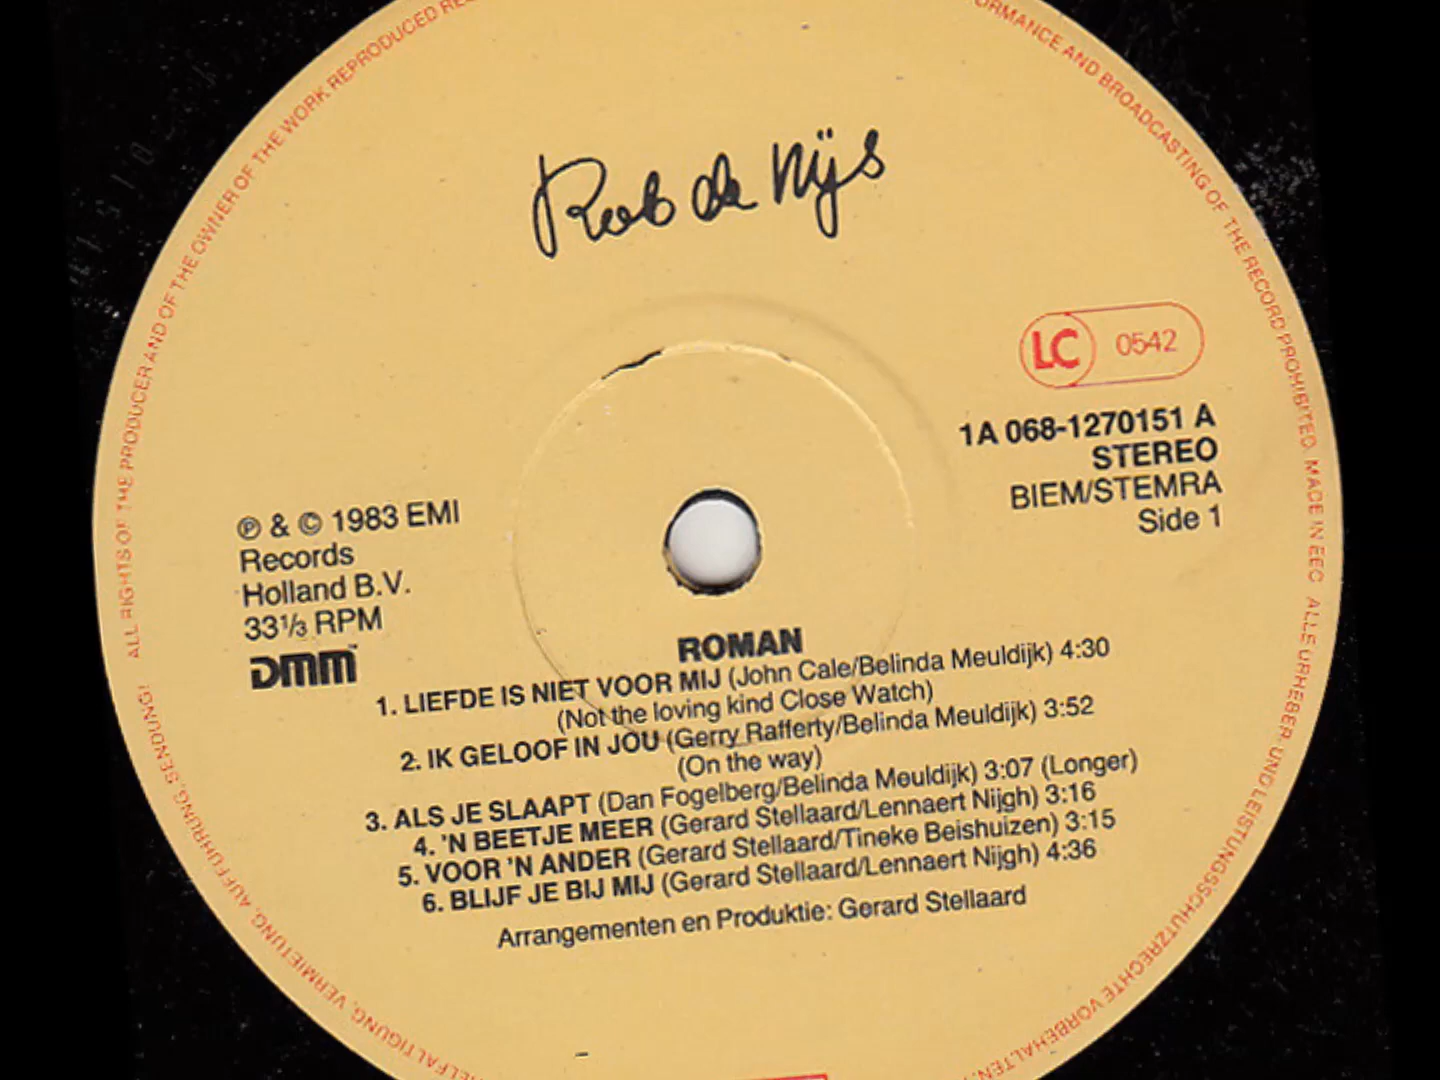 Rob de Nijs
LC 0542
1A 068-1270151 A
STEREO
BIEM/STEMRA
Side 1
Ⓟ & © 1983 EMI
Records
Holland B.V.
33⅓ RPM
DMM
ROMAN
1. LIEFDE IS NIET VOOR MIJ (John Cale/Belinda Meuldijk) 4:30
(Not the loving kind Close Watch)
2. IK GELOOF IN JOU (Gerry Rafferty/Belinda Meuldijk) 3:52
(On the way)
3. ALS JE SLAAPT (Dan Fogelberg/Belinda Meuldijk) 3:07 (Longer)
4. 'N BEETJE MEER (Gerard Stellaard/Lennaert Nijgh) 3:16
5. VOOR 'N ANDER (Gerard Stellaard/Tineke Beishuizen) 3:15
6. BLIJF JE BIJ MIJ (Gerard Stellaard/Lennaert Nijgh) 4:36
Arrangementen en Produktie: Gerard Stellaard
ALL RIGHTS OF THE PRODUCER AND OF THE OWNER OF THE WORK REPRODUCED
AND BROADCASTING OF THE RECORD PROHIBITED. MADE IN EEC
ALLE URHEBER UND LEISTUNGSSCHUTZRECHTE VORBEHALTEN.
VERMIETUNG, AUFFÜHRUNG, SENDUNG!